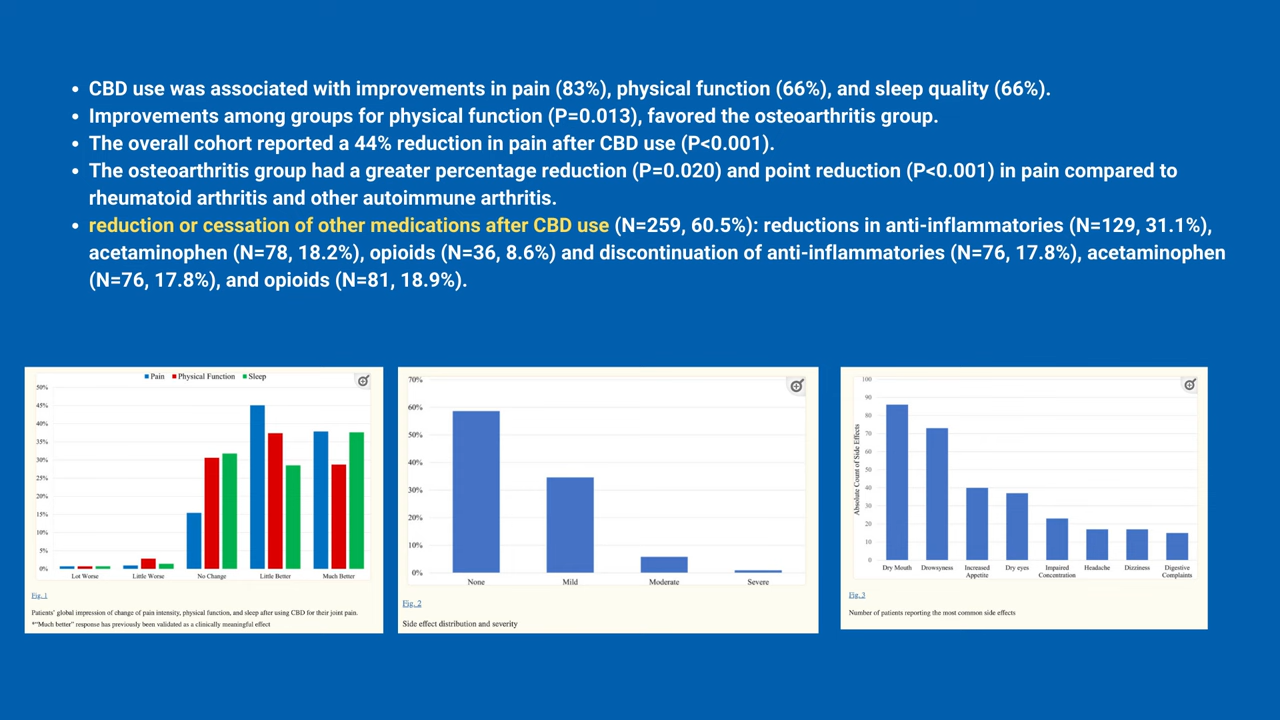 • CBD use was associated with improvements in pain (83%), physical function (66%), and sleep quality (66%).
• Improvements among groups for physical function (P=0.013), favored the osteoarthritis group.
• The overall cohort reported a 44% reduction in pain after CBD use (P<0.001).
• The osteoarthritis group had a greater percentage reduction (P=0.020) and point reduction (P<0.001) in pain compared to
rheumatoid arthritis and other autoimmune arthritis.
• reduction or cessation of other medications after CBD use (N=259, 60.5%): reductions in anti-inflammatories (N=129, 31.1%),
acetaminophen (N=78, 18.2%), opioids (N=36, 8.6%) and discontinuation of anti-inflammatories (N=76, 17.8%), acetaminophen
(N=76, 17.8%), and opioids (N=81, 18.9%).
Pain Physical Function Sleep
50%
45%
40%
35%
30%
25%
20%
15%
10%
5%
0%
Lot Worse Little Worse No Change Little Better Much Better
Fig. 1
Patients' global impression of change of pain intensity, physical function, and sleep after using CBD for their joint pain.
*"Much better" response has previously been validated as a clinically meaningful effect
70%
60%
50%
40%
30%
20%
10%
0%
None Mild Moderate Severe
Fig. 2
Side effect distribution and severity
Absolute Count of Side Effects
100
90
80
70
60
50
40
30
20
10
0
Dry Mouth Drowsyness Increased Appetite Dry eyes Impaired Concentration Headache Dizziness Digestive Complaints
Fig. 3
Number of patients reporting the most common side effects